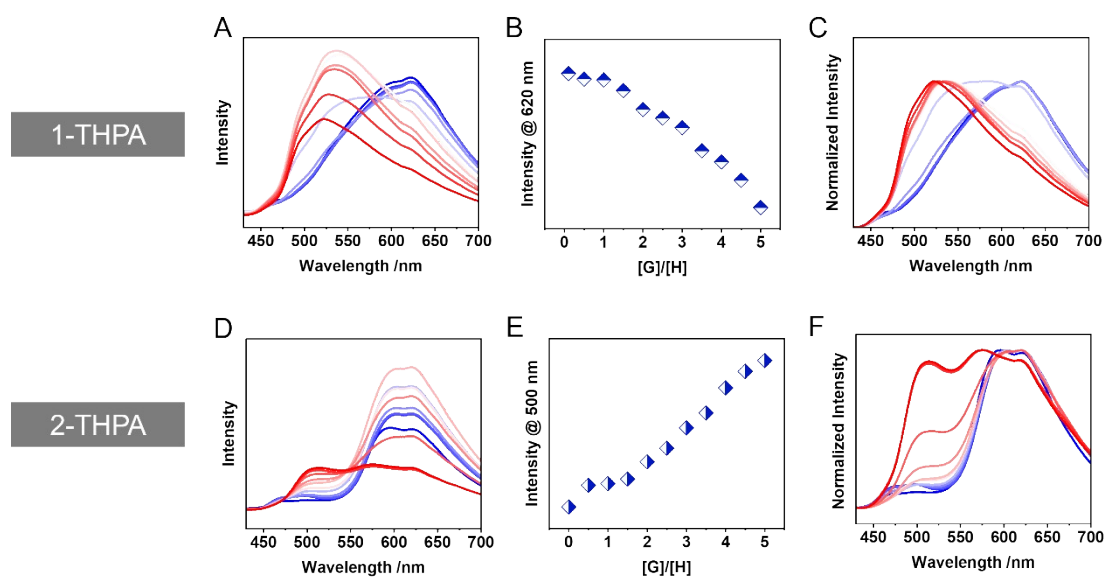 1-THPA
A
Intensity
450 500 550 600 650 700
Wavelength /nm
B
Intensity @ 620 nm
0 1 2 3 4 5
[G]/[H]
C
Normalized Intensity
450 500 550 600 650 700
Wavelength /nm
2-THPA
D
Intensity
450 500 550 600 650 700
Wavelength /nm
E
Intensity @ 500 nm
0 1 2 3 4 5
[G]/[H]
F
Normalized Intensity
450 500 550 600 650 700
Wavelength /nm